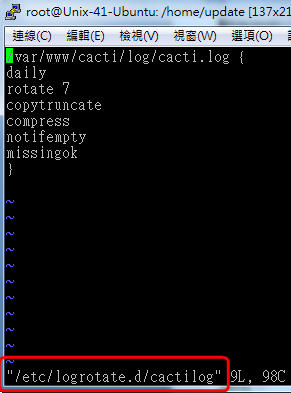 root@Unix-41-Ubuntu: /home/update [137x21
連線(C) 編輯(E) 檢視(V) 視窗(W) 選項(O)
/var/www/cacti/log/cacti.log {
daily
rotate 7
copytruncate
compress
notifempty
missingok
}
~
~
~
~
~
~
~
~
~
~
"/etc/logrotate.d/cactilog" 9L, 98C